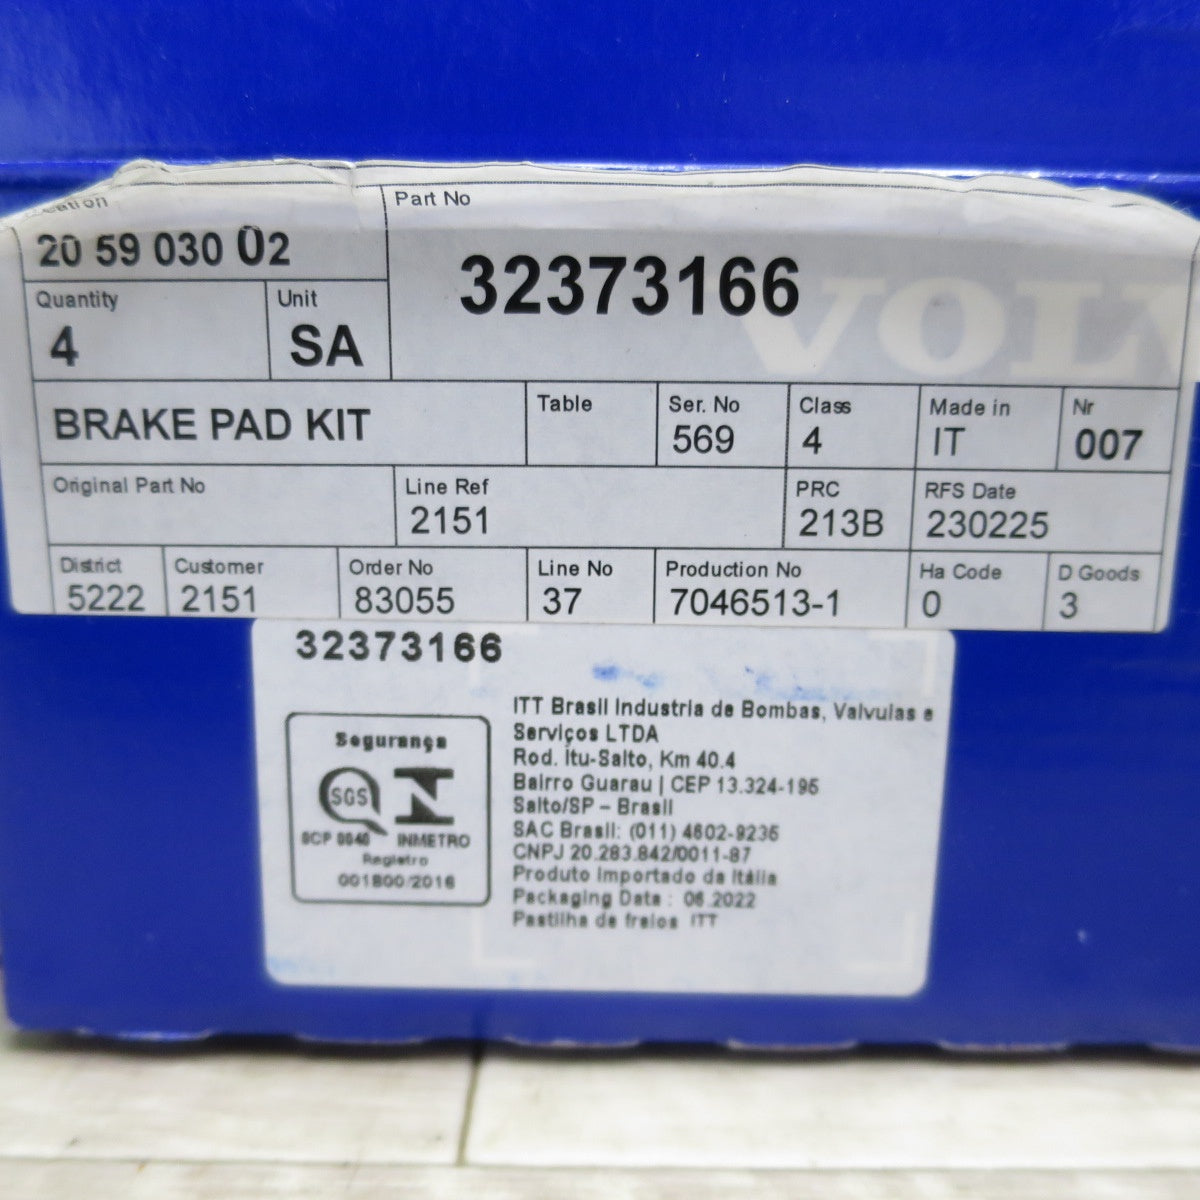 Part No
20 59 030 02
32373166
VOLV
Quantity
Unit
4
SA
BRAKE PAD KIT
Table
Ser. No
569
Class
4
Made in
IT
Nr
007
Original Part No
Line Ref
2151
PRC
213B
RFS Date
230225
District
5222
Customer
2151
Order No
83055
Line No
37
Production No
7046513-1
Ha Code
0
D Goods
3
32373166
Segurança
SGS
OCP 0040 INMETRO
Registro
001800/2016
ITT Brasil Industria de Bombas, Valvulas e
Serviços LTDA
Rod. Itu-Salto, Km 40.4
Bairro Guarau | CEP 13.324-195
Salto/SP – Brasil
SAC Brasil: (011) 4602-9236
CNPJ 20.283.842/0011-87
Produto Importado da Itália
Packaging Data : 06.2022
Pastilha de freios ITT